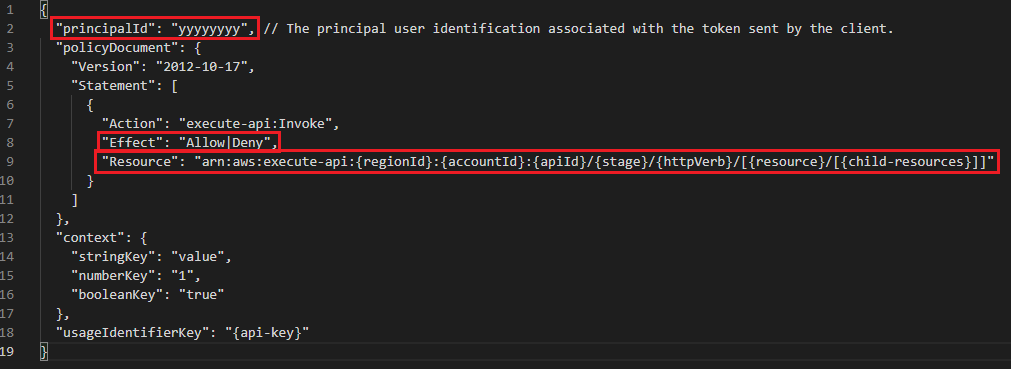 1 {
2 "principalId": "yyyyyyyy", // The principal user identification associated with the token sent by the client.
3 "policyDocument": {
4 "Version": "2012-10-17",
5 "Statement": [
6 {
7 "Action": "execute-api:Invoke",
8 "Effect": "Allow|Deny",
9 "Resource": "arn:aws:execute-api:{regionId}:{accountId}:{apiId}/{stage}/{httpVerb}/[{resource}/[{child-resources}]]"
10 }
11 ]
12 },
13 "context": {
14 "stringKey": "value",
15 "numberKey": "1",
16 "booleanKey": "true"
17 },
18 "usageIdentifierKey": "{api-key}"
19 }